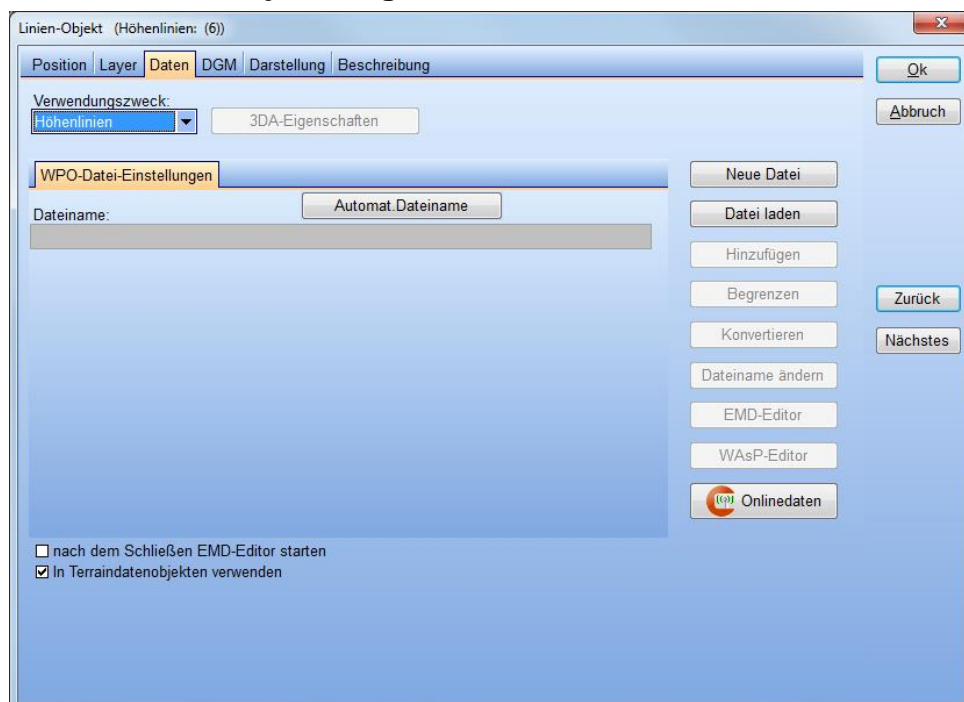 Linien-Objekt (Höhenlinien: (6))
Position Layer Daten DGM Darstellung Beschreibung
Ok
Verwendungszweck:
Höhenlinien 3DA-Eigenschaften
Abbruch
WPO-Datei-Einstellungen
Neue Datei
Dateiname:
Automat.Dateiname
Datei laden
Hinzufügen
Begrenzen
Zurück
Konvertieren
Nächstes
Dateiname ändern
EMD-Editor
WAsP-Editor
Onlinedaten
nach dem Schließen EMD-Editor starten
In Terraindatenobjekten verwenden